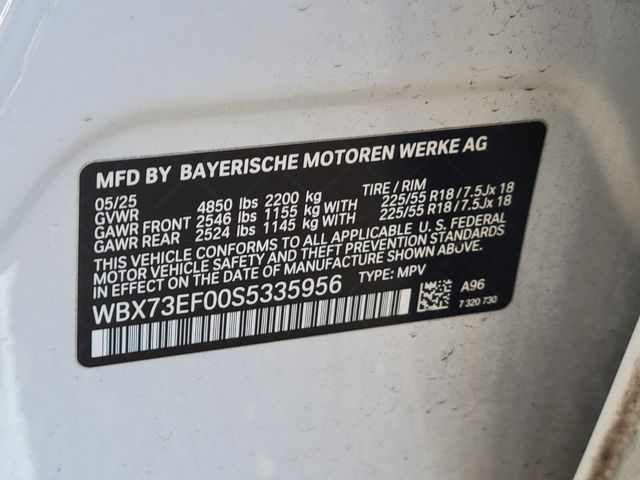 MFD BY BAYERISCHE MOTOREN WERKE AG
05/25 TIRE / RIM
GVWR 4850 lbs 2200 kg
GAWR FRONT 2546 lbs 1155 kg WITH 225/55 R18 / 7.5Jx 18
GAWR REAR 2524 lbs 1145 kg WITH 225/55 R18 / 7.5Jx 18
THIS VEHICLE CONFORMS TO ALL APPLICABLE U. S. FEDERAL
MOTOR VEHICLE SAFETY AND THEFT PREVENTION STANDARDS
IN EFFECT ON THE DATE OF MANUFACTURE SHOWN ABOVE.
WBX73EF00S5335956 TYPE: MPV
A96
7 320 730